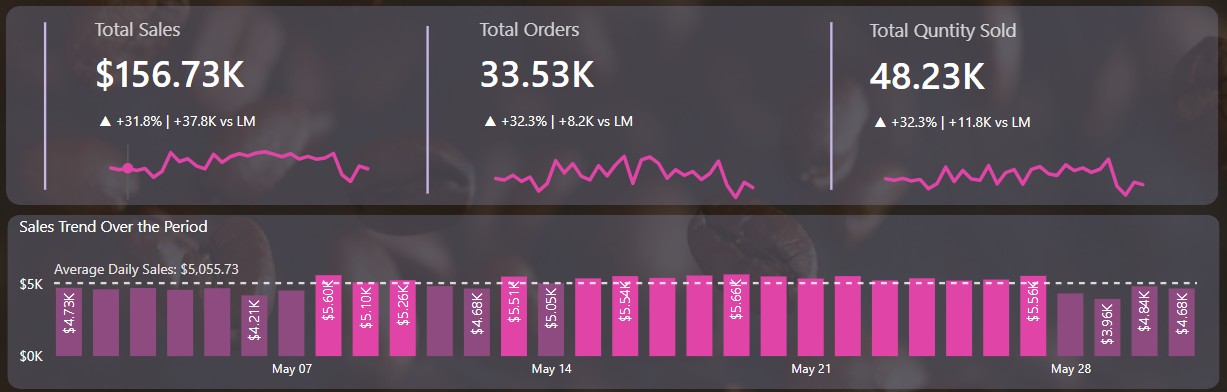 Total Sales
$156.73K
▲ +31.8% | +37.8K vs LM
Total Orders
33.53K
▲ +32.3% | +8.2K vs LM
Total Quntity Sold
48.23K
▲ +32.3% | +11.8K vs LM
Sales Trend Over the Period
Average Daily Sales: $5,055.73
$5K
$0K
$4.73K
$4.21K
$5.60K
$5.10K
$5.26K
$4.68K
$5.51K
$5.05K
$5.54K
$5.66K
$5.56K
$3.96K
$4.84K
$4.68K
May 07
May 14
May 21
May 28